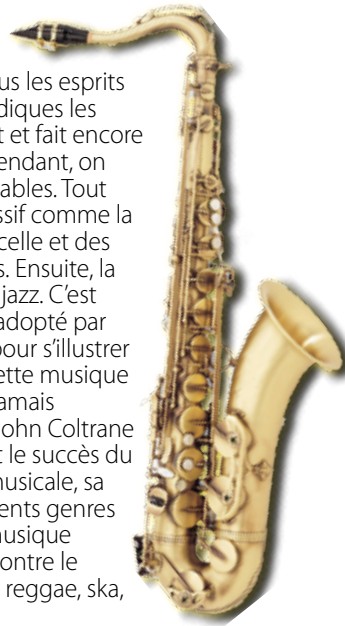 us les esprits
diques les
t et fait encore
endant, on
ables. Tout
ssif comme la
celle et des
s. Ensuite, la
jazz. C’est
adopté par
pour s’illustrer
ette musique
amais
ohn Coltrane
t le succès du
musicale, sa
ents genres
nusique
ontre le
reggae, ska,